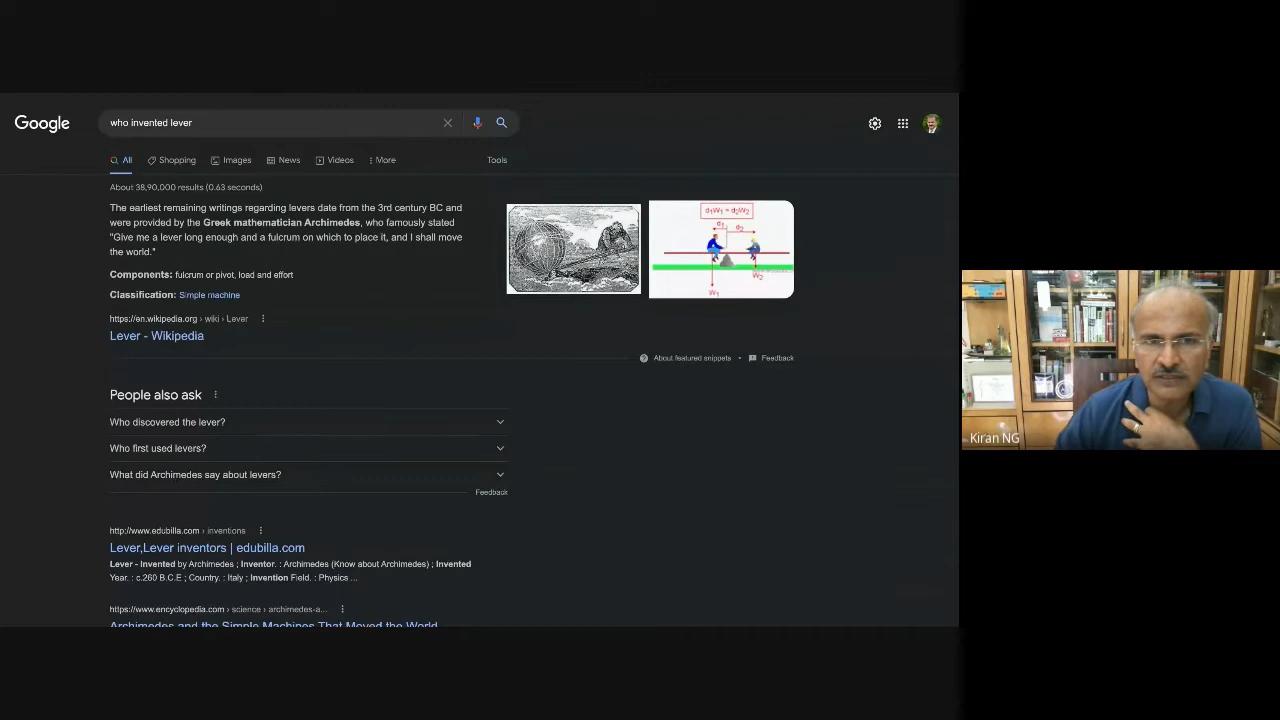 Google
who invented lever
All
Shopping
Images
News
Videos
More
Tools
About 38,90,000 results (0.63 seconds)
The earliest remaining writings regarding levers date from the 3rd century BC and
were provided by the Greek mathematician Archimedes, who famously stated
"Give me a lever long enough and a fulcrum on which to place it, and I shall move
the world."
d₁W₁ = d₂W₂
d₁
d₂
W₁
W₂
Components: fulcrum or pivot, load and effort
Classification: Simple machine
https://en.wikipedia.org › wiki › Lever
Lever - Wikipedia
About featured snippets • Feedback
People also ask
Who discovered the lever?
Who first used levers?
What did Archimedes say about levers?
Feedback
http://www.edubilla.com › inventions
Lever,Lever inventors | edubilla.com
Lever - Invented by Archimedes ; Inventor. : Archimedes (Know about Archimedes) ; Invented
Year. : c.260 B.C.E ; Country. : Italy ; Invention Field. : Physics ...
https://www.encyclopedia.com › science › archimedes-a...
Archimedes and the Simple Machines That Moved the World
Kiran NG